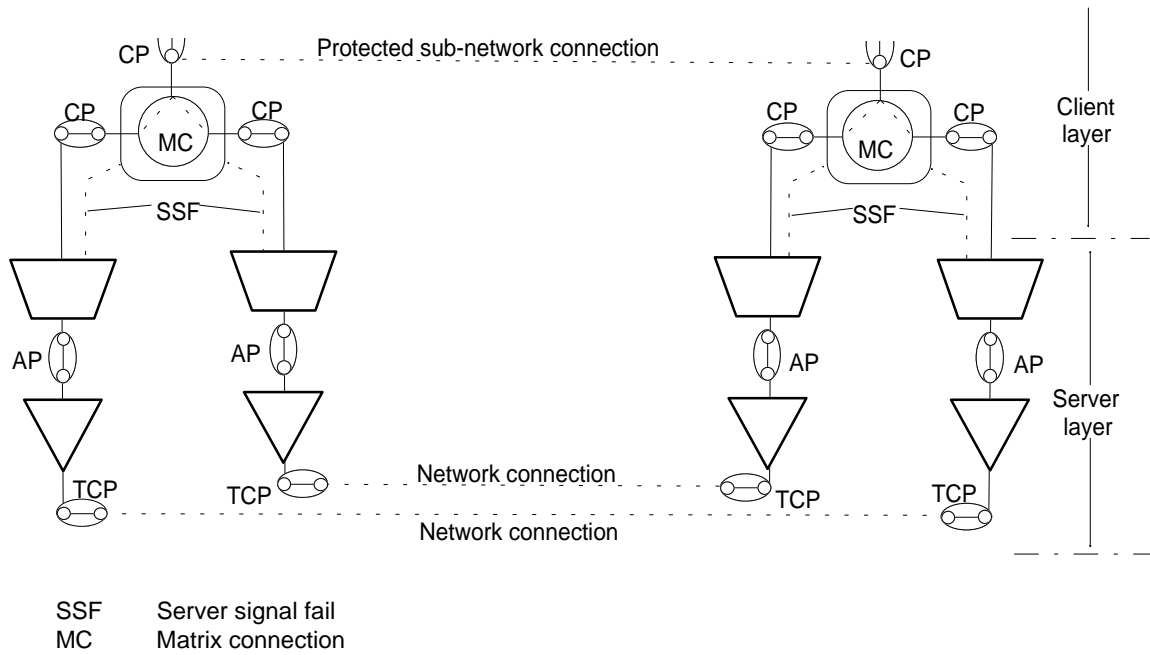 Protected sub-network connection
CP
CP
CP
CP
CP
CP
MC
MC
Client
layer
SSF
SSF
AP
AP
AP
AP
Server
layer
TCP
TCP
Network connection
TCP
TCP
Network connection
SSF Server signal fail
MC Matrix connection